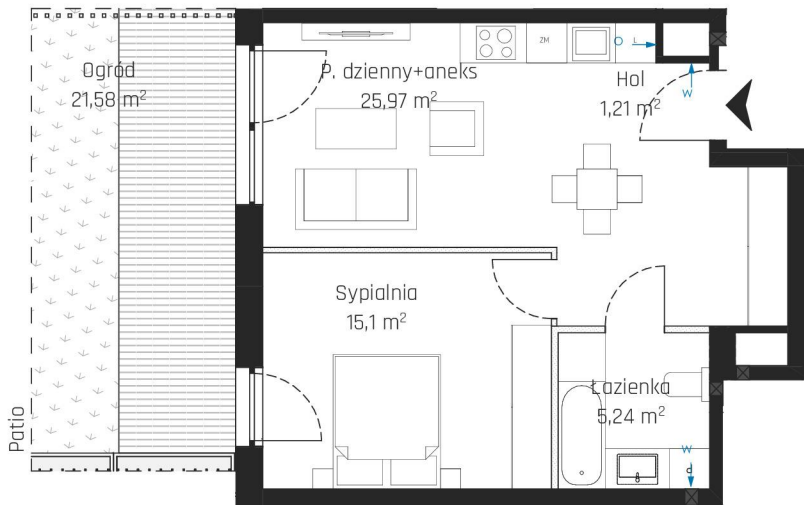 Ogród
21,58 m²
P. dzienny+aneks
25,97 m²
ZM
L
W
Hol
1,21 m²
Sypialnia
15,1 m²
Łazienka
5,24 m²
W
Patio